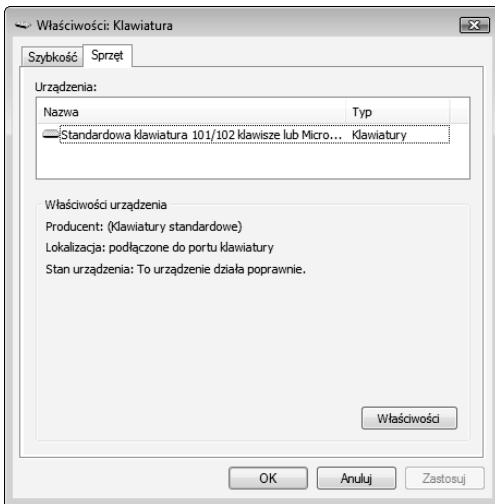 Właściwości: Klawiatura
Szybkość Sprzęt
Urządzenia:
Nazwa Typ
Standardowa klawiatura 101/102 klawisze lub Micro... Klawiatury
Właściwości urządzenia
Producent: (Klawiatury standardowe)
Lokalizacja: podłączone do portu klawiatury
Stan urządzenia: To urządzenie działa poprawnie.
Właściwości
OK Anuluj Zastosuj